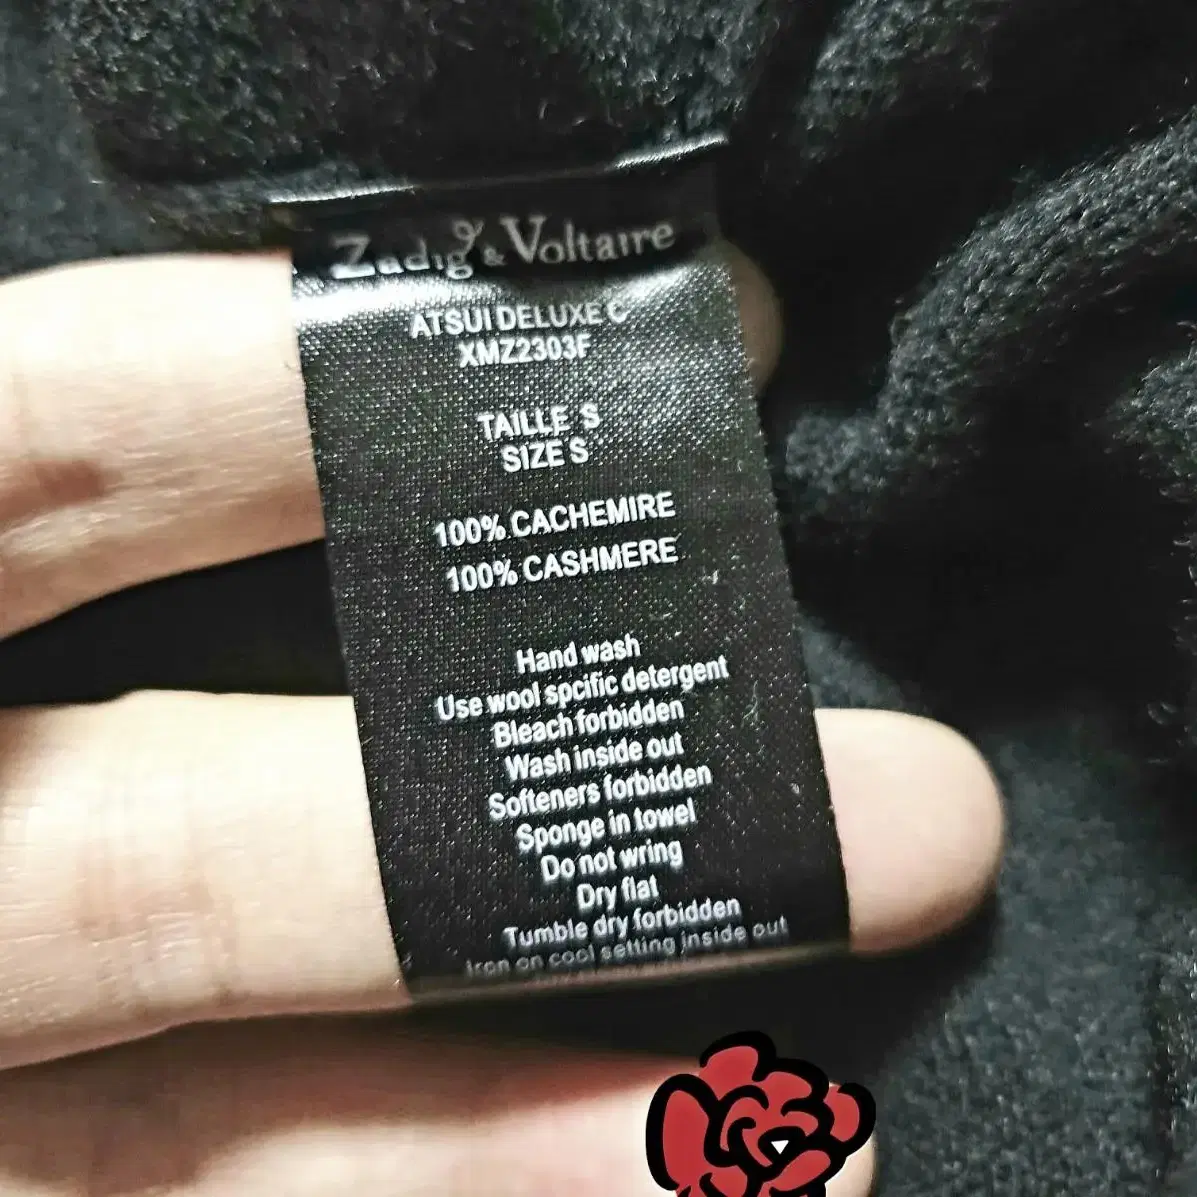 Zadig & Voltaire
ATSUI DELUXE C
XMZ2303F
TAILLE S
SIZE S
100% CACHEMIRE
100% CASHMERE
Hand wash
Use wool spcific detergent
Bleach forbidden
Wash inside out
Softeners forbidden
Sponge in towel
Do not wring
Dry flat
Tumble dry forbidden
Iron on cool setting inside out